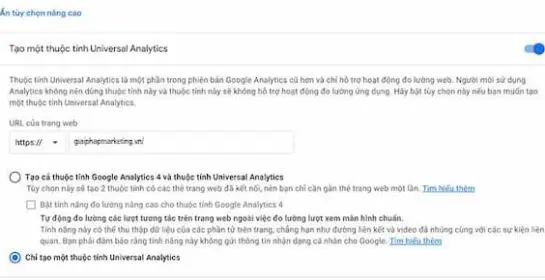 Ẩn tùy chọn nâng cao
Tạo một thuộc tính Universal Analytics
Thuộc tính Universal Analytics là một phần trong phiên bản Google Analytics cũ hơn và chỉ hỗ trợ hoạt động đo lường web. Người mới sử dụng
Analytics không nên dùng thuộc tính này và thuộc tính này sẽ không hỗ trợ hoạt động đo lường ứng dụng. Hãy bật tùy chọn này nếu bạn muốn tạo
một thuộc tính Universal Analytics.
URL của trang web
https:// giaiphapmarketing.vn/
Tạo cả thuộc tính Google Analytics 4 và thuộc tính Universal Analytics
Tùy chọn này sẽ tạo 2 thuộc tính có các thẻ trang web đã kết nối, nên bạn chỉ cần gắn thẻ trang web một lần. Tìm hiểu thêm
Bật tính năng đo lường nâng cao cho thuộc tính Google Analytics 4
Tự động đo lường các lượt tương tác trên trang web ngoài việc đo lường lượt xem màn hình chuẩn.
Tính năng này có thể thu thập dữ liệu của các phần tử trên trang, chẳng hạn như đường liên kết và video đã nhúng cùng với các sự kiện liên
quan. Bạn phải đảm bảo rằng tính năng này không gửi thông tin nhận dạng cá nhân cho Google. Tìm hiểu thêm
Chỉ tạo một thuộc tính Universal Analytics